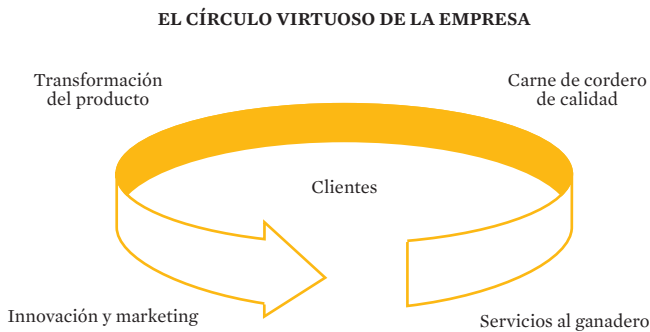 EL CÍRCULO VIRTUOSO DE LA EMPRESA
Transformación
del producto
Carne de cordero
de calidad
Clientes
Innovación y marketing
Servicios al ganadero